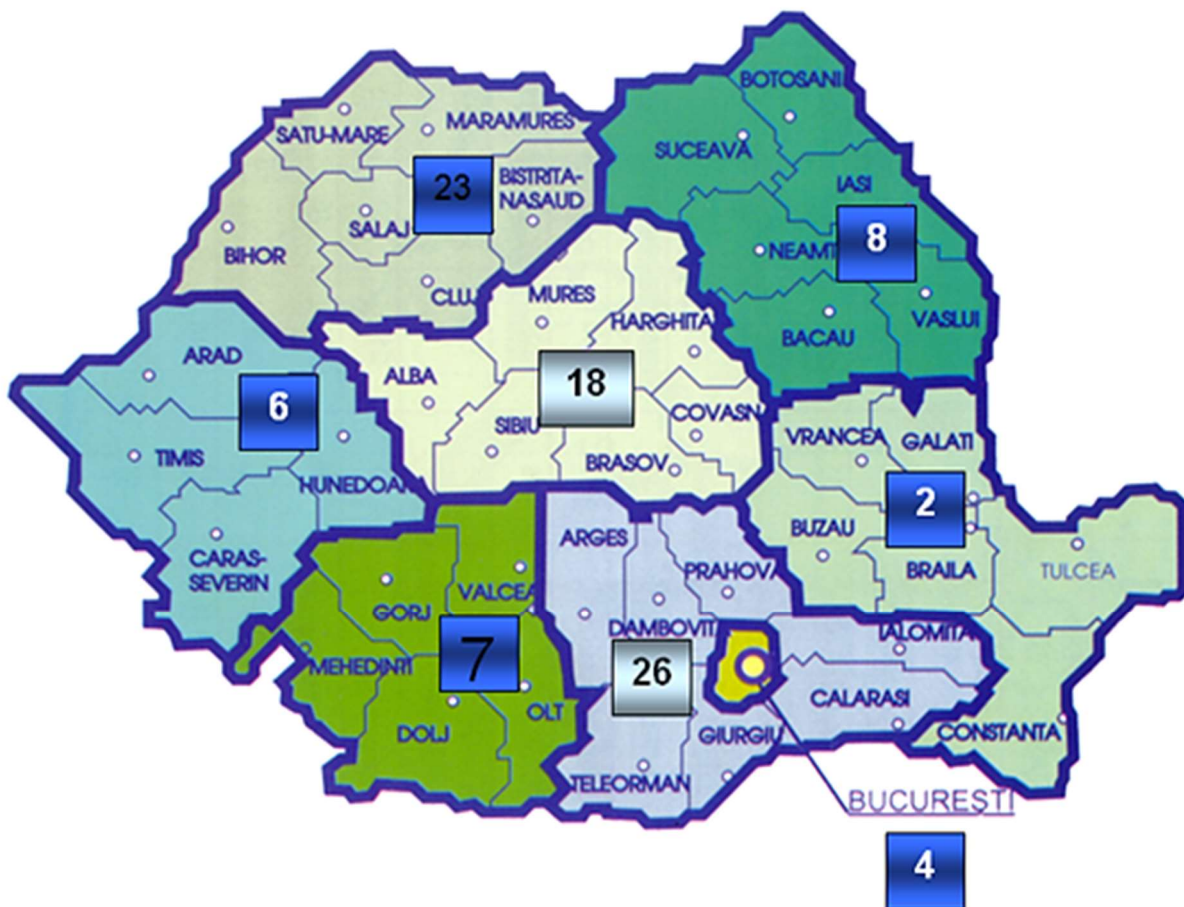 BOTOSANI
SATU-MARE
MARAMURES
SUCEAVA
IASI
BISTRITA-
NASAUD
23
SALAJ
8
BIHOR
NEAMT
CLUJ
MURES
HARGHITA
VASLUI
BACAU
ARAD
ALBA
18
6
COVASN
SIBIU
VRANCEA
GALATI
TIMIS
BRASOV
HUNEDOARA
2
BUZAU
ARGES
CARAS-
SEVERIN
PRAHOVA
BRAILA
TULCEA
VALCEA
GORJ
DAMBOVIT
IALOMITA
7
MEHEDINTI
26
CALARASI
OLT
DOLJ
GIURGIU
CONSTANTA
TELEORMAN
BUCURESTI
4